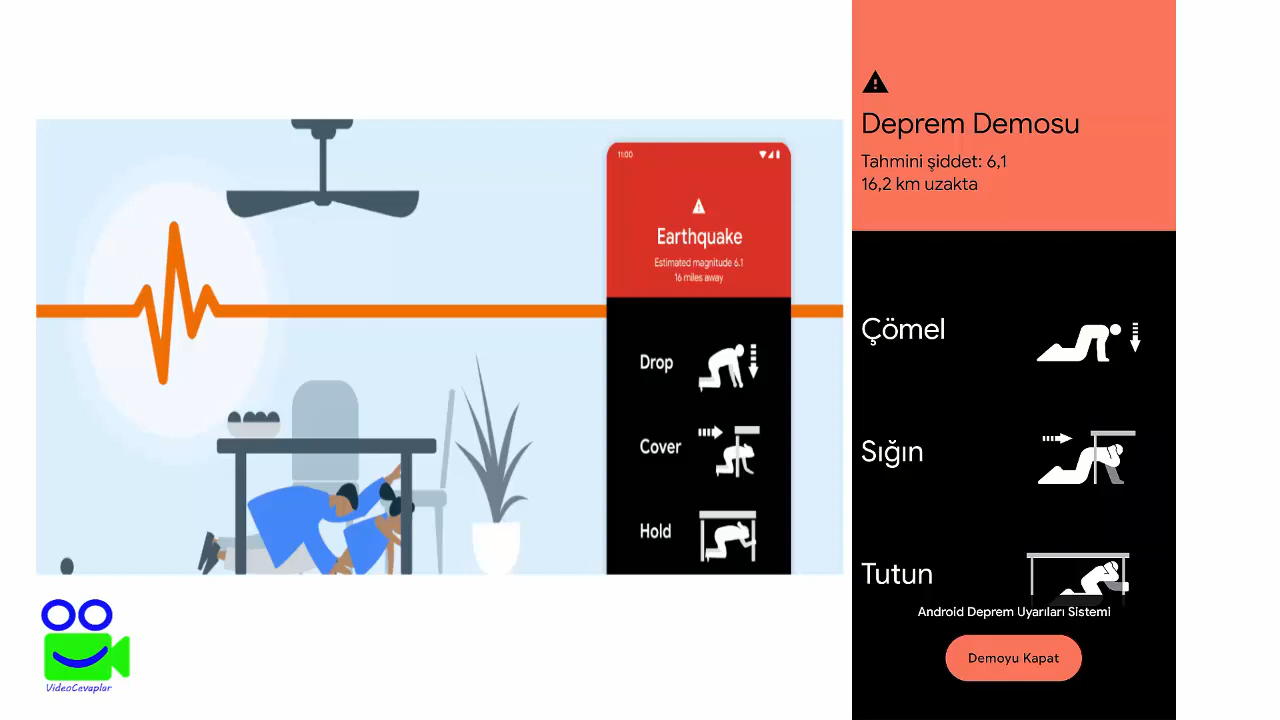 11:00
Earthquake
Estimated magnitude 6.1
16 miles away
Drop
Cover
Hold
VideoCevaplar
Deprem Demosu
Tahmini şiddet: 6,1
16,2 km uzakta
Çömel
Sığın
Tutun
Android Deprem Uyarıları Sistemi
Demoyu Kapat